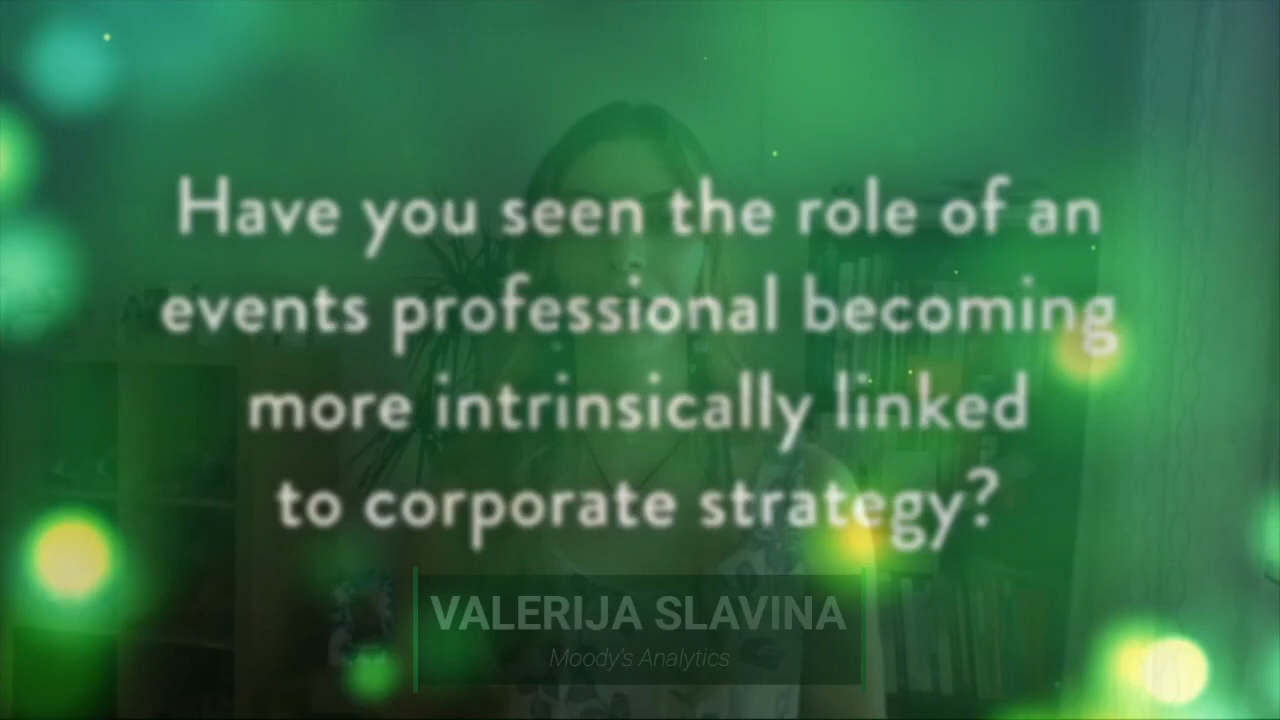 Have you seen the role of an
events professional becoming
more intrinsically linked
to corporate strategy?
VALERIJA SLAVINA
Moody's Analytics